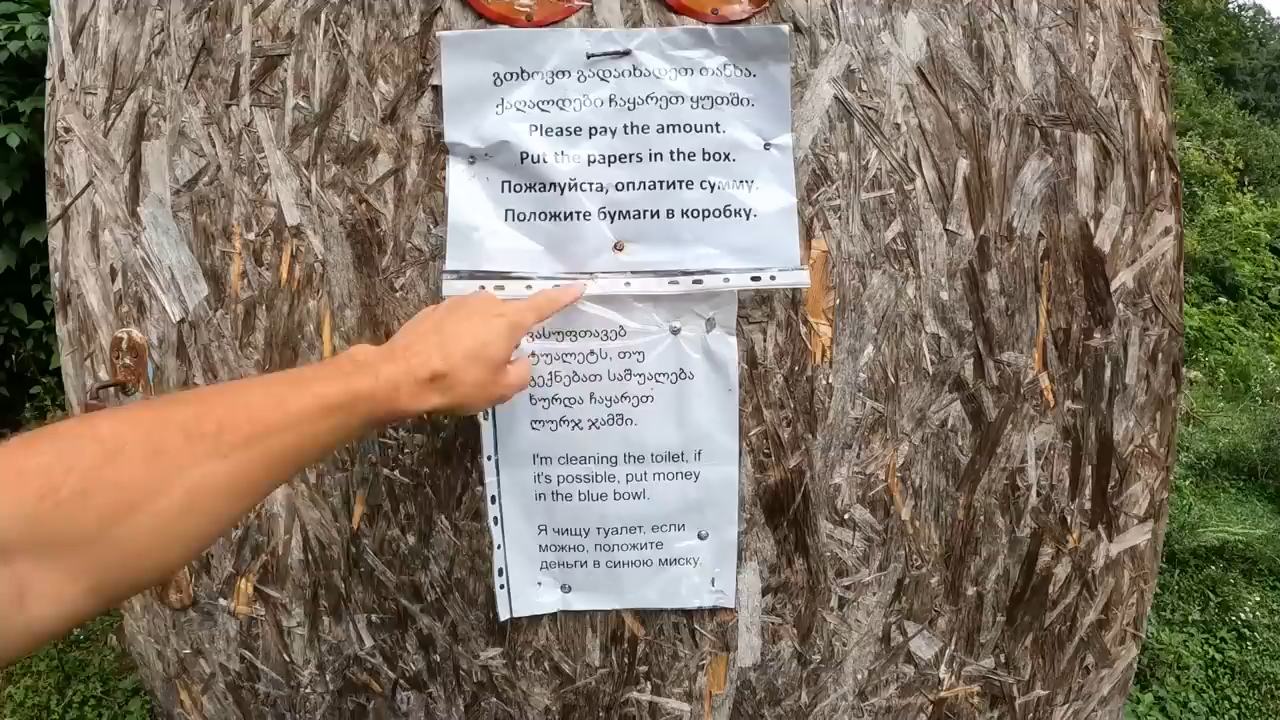 გთხოვთ გადაიხადეთ თანხა.
ქაღალდები ჩაყარეთ ყუთში.
Please pay the amount.
Put the papers in the box.
Пожалуйста, оплатите сумму.
Положите бумаги в коробку.
ვასუფთავებ
ტუალეტს, თუ
გექნებათ საშუალება
ხურდა ჩაყარეთ
ლურჯ ჯამში.
I'm cleaning the toilet, if
it's possible, put money
in the blue bowl.
Я чищу туалет, если
можно, положите
деньги в синюю миску.